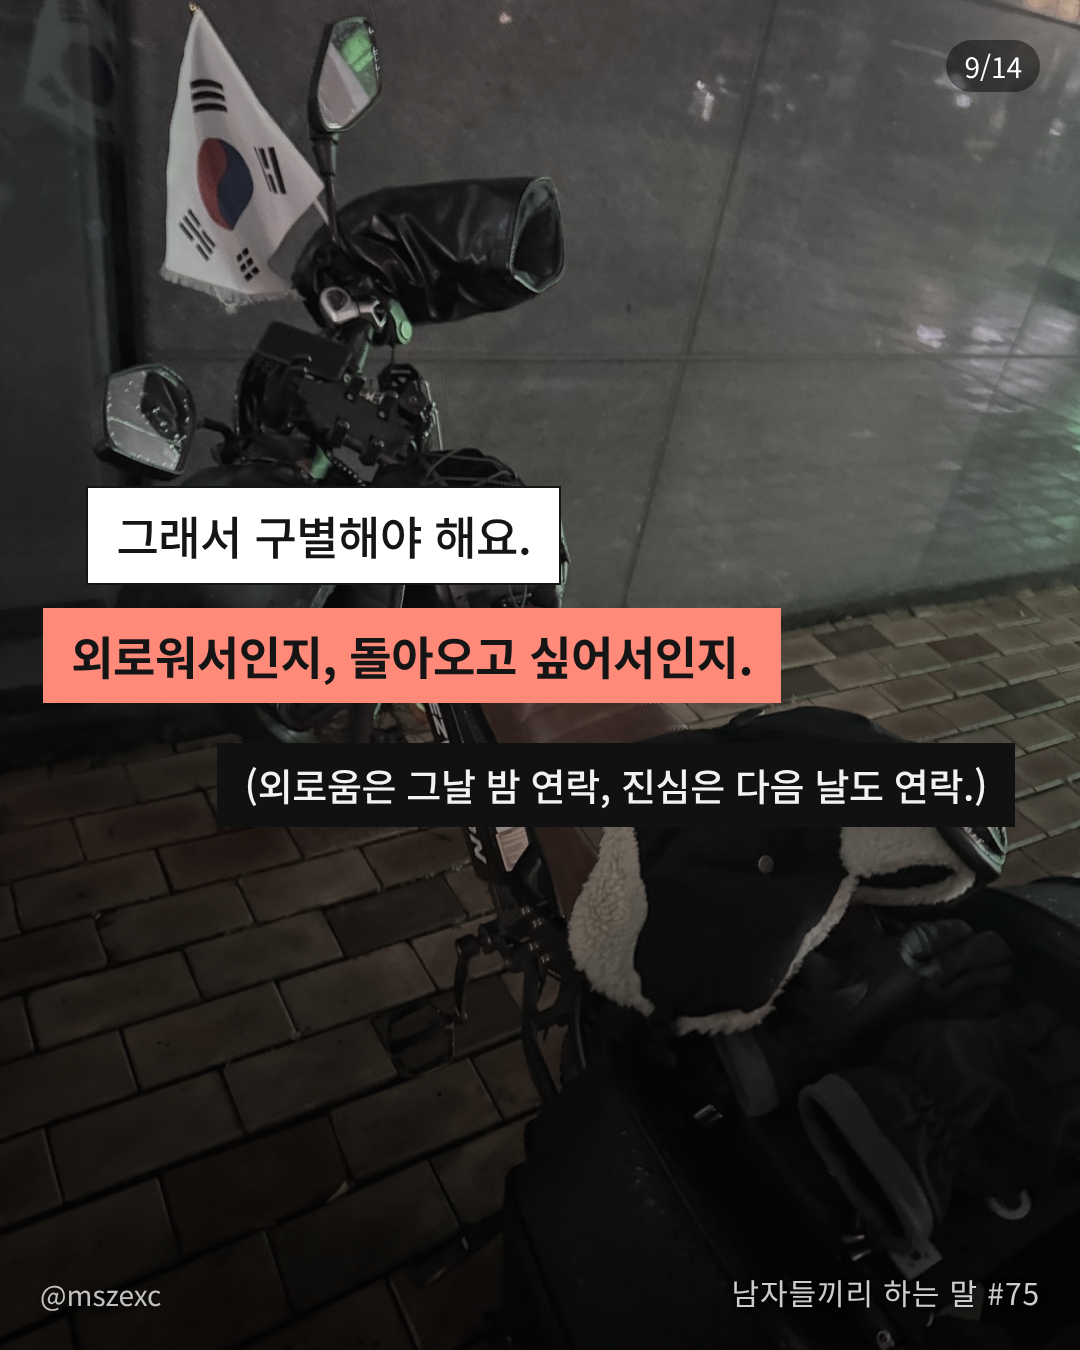 9/14
그래서 구별해야 해요.
외로워서인지, 돌아오고 싶어서인지.
(외로움은 그날 밤 연락, 진심은 다음 날도 연락.)
@mszexc
남자들끼리 하는 말 #75